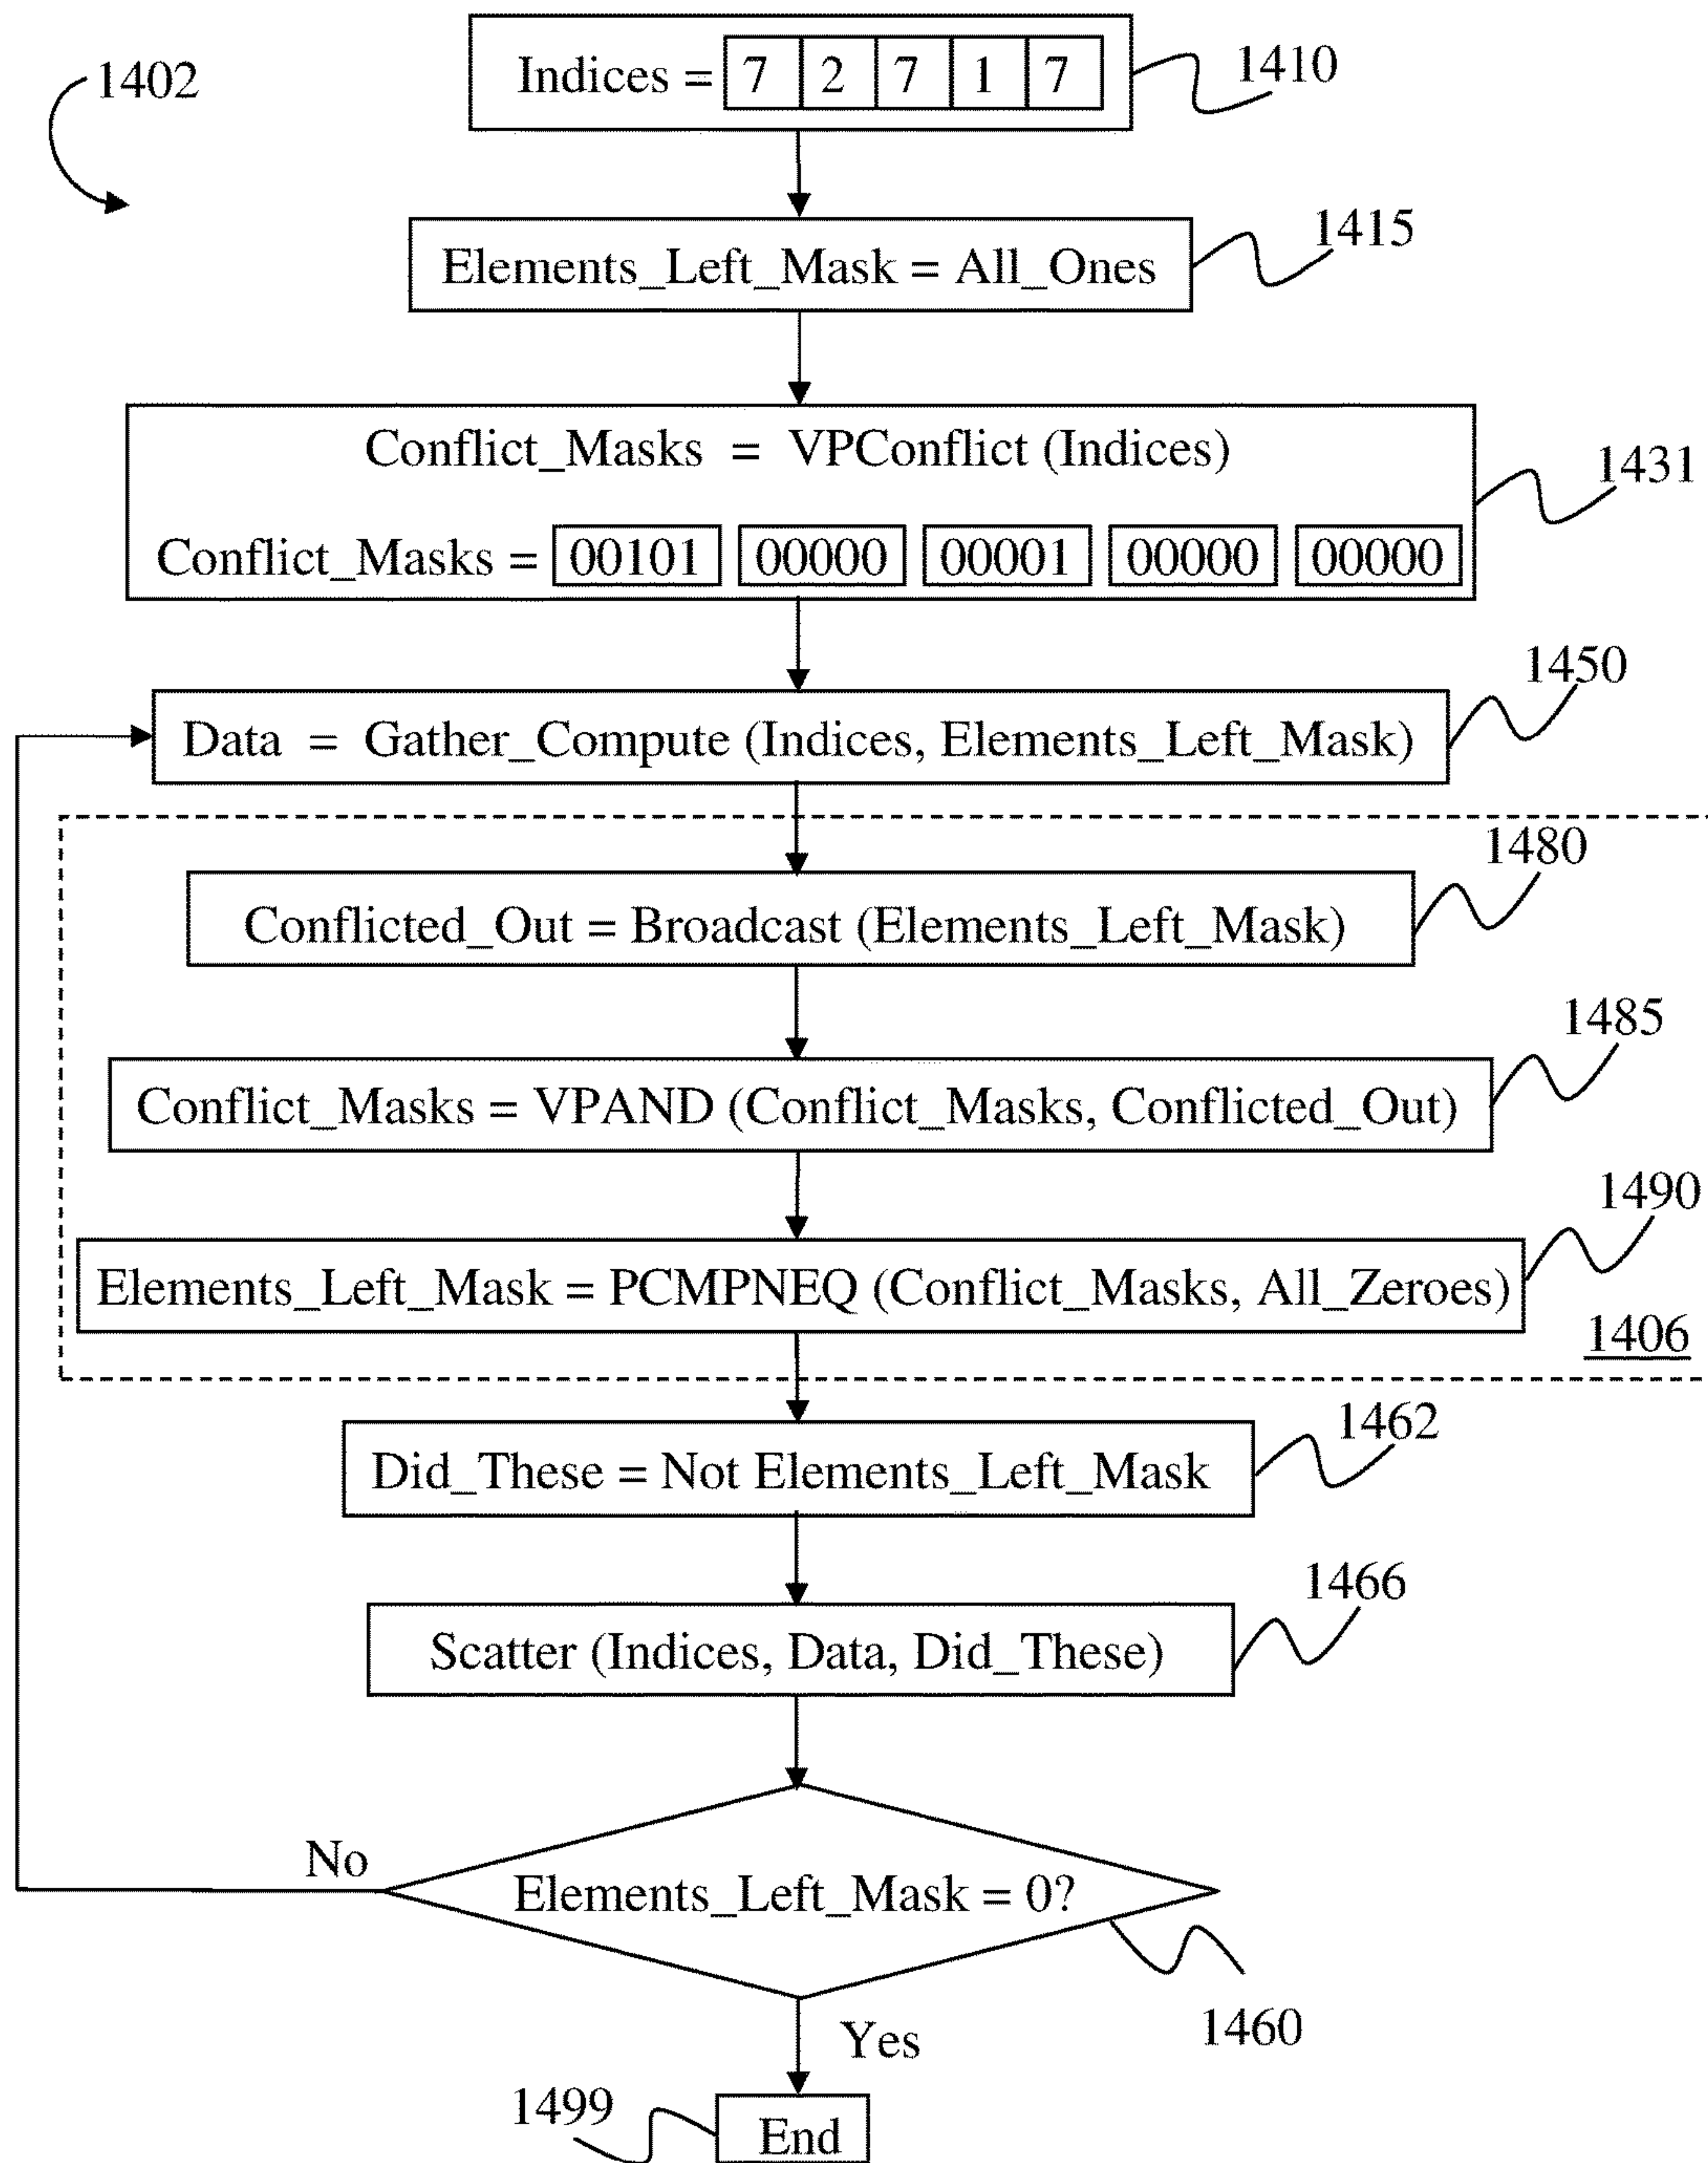 1402
Indices = 7 2 7 1 7
1410
Elements_Left_Mask = All_Ones
1415
Conflict_Masks = VPConflict (Indices)
Conflict_Masks = 00101 00000 00001 00000 00000
1431
Data = Gather_Compute (Indices, Elements_Left_Mask)
1450
Conflicted_Out = Broadcast (Elements_Left_Mask)
1480
Conflict_Masks = VPAND (Conflict_Masks, Conflicted_Out)
1485
Elements_Left_Mask = PCMPNEQ (Conflict_Masks, All_Zeroes)
1490
1406
Did_These = Not Elements_Left_Mask
1462
Scatter (Indices, Data, Did_These)
1466
No
Elements_Left_Mask = 0?
1460
Yes
1499
End